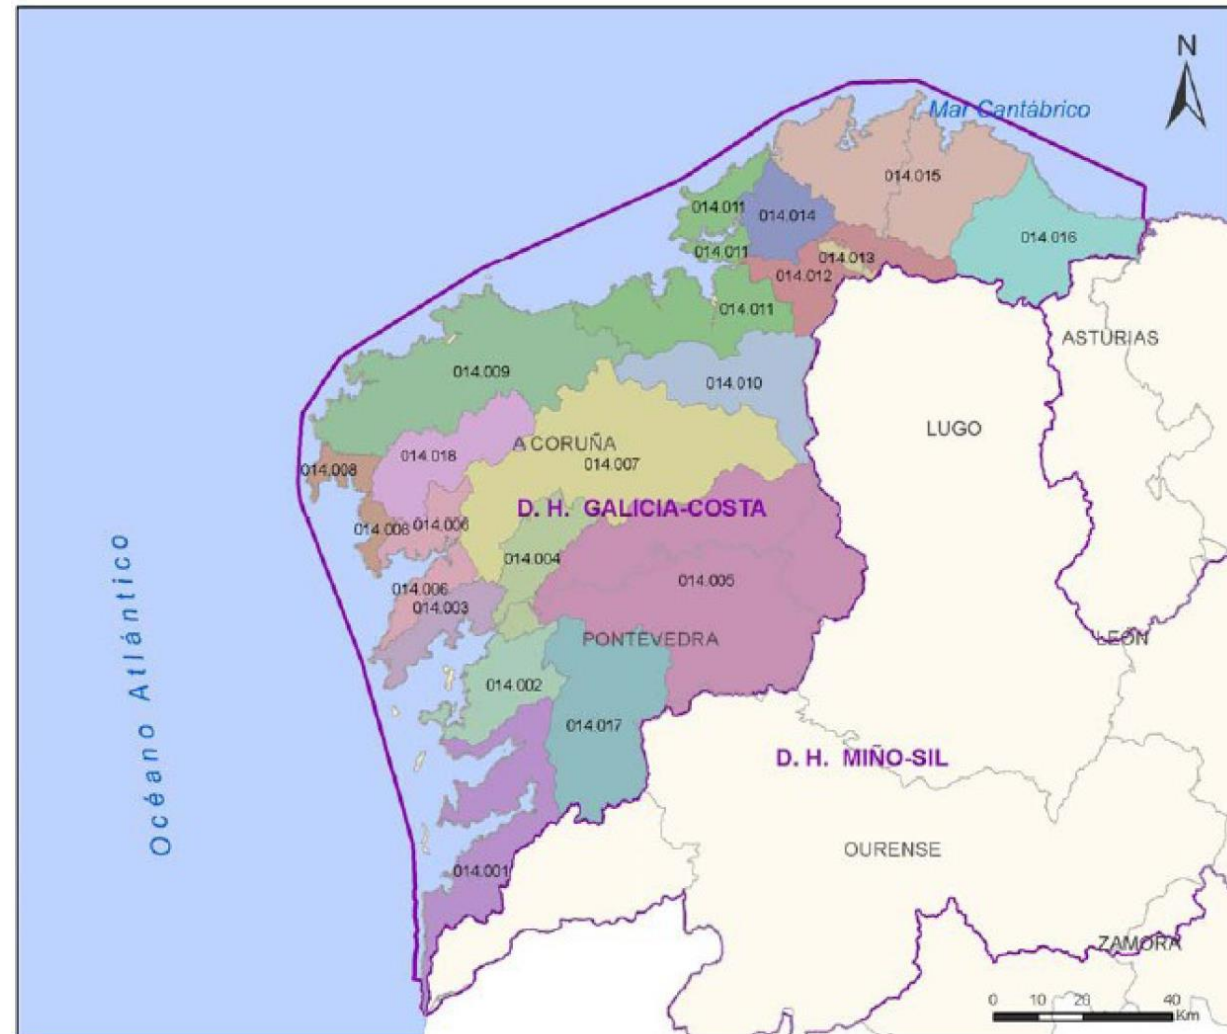 N
Mar Cantábrico
014.015
014.011
014.014
014.016
014.011
014.013
014.012
014.011
ASTURIAS
014.009
014.010
LUGO
A CORUÑA
014.018
014.007
014.008
D. H. GALICIA-COSTA
014.008
014.006
014.004
014.005
014.006
014.003
PONTEVEDRA
LEÓN
014.002
014.017
D. H. MIÑO-SIL
Océano Atlántico
OURENSE
014.001
ZAMORA
0 10 20 40
Km